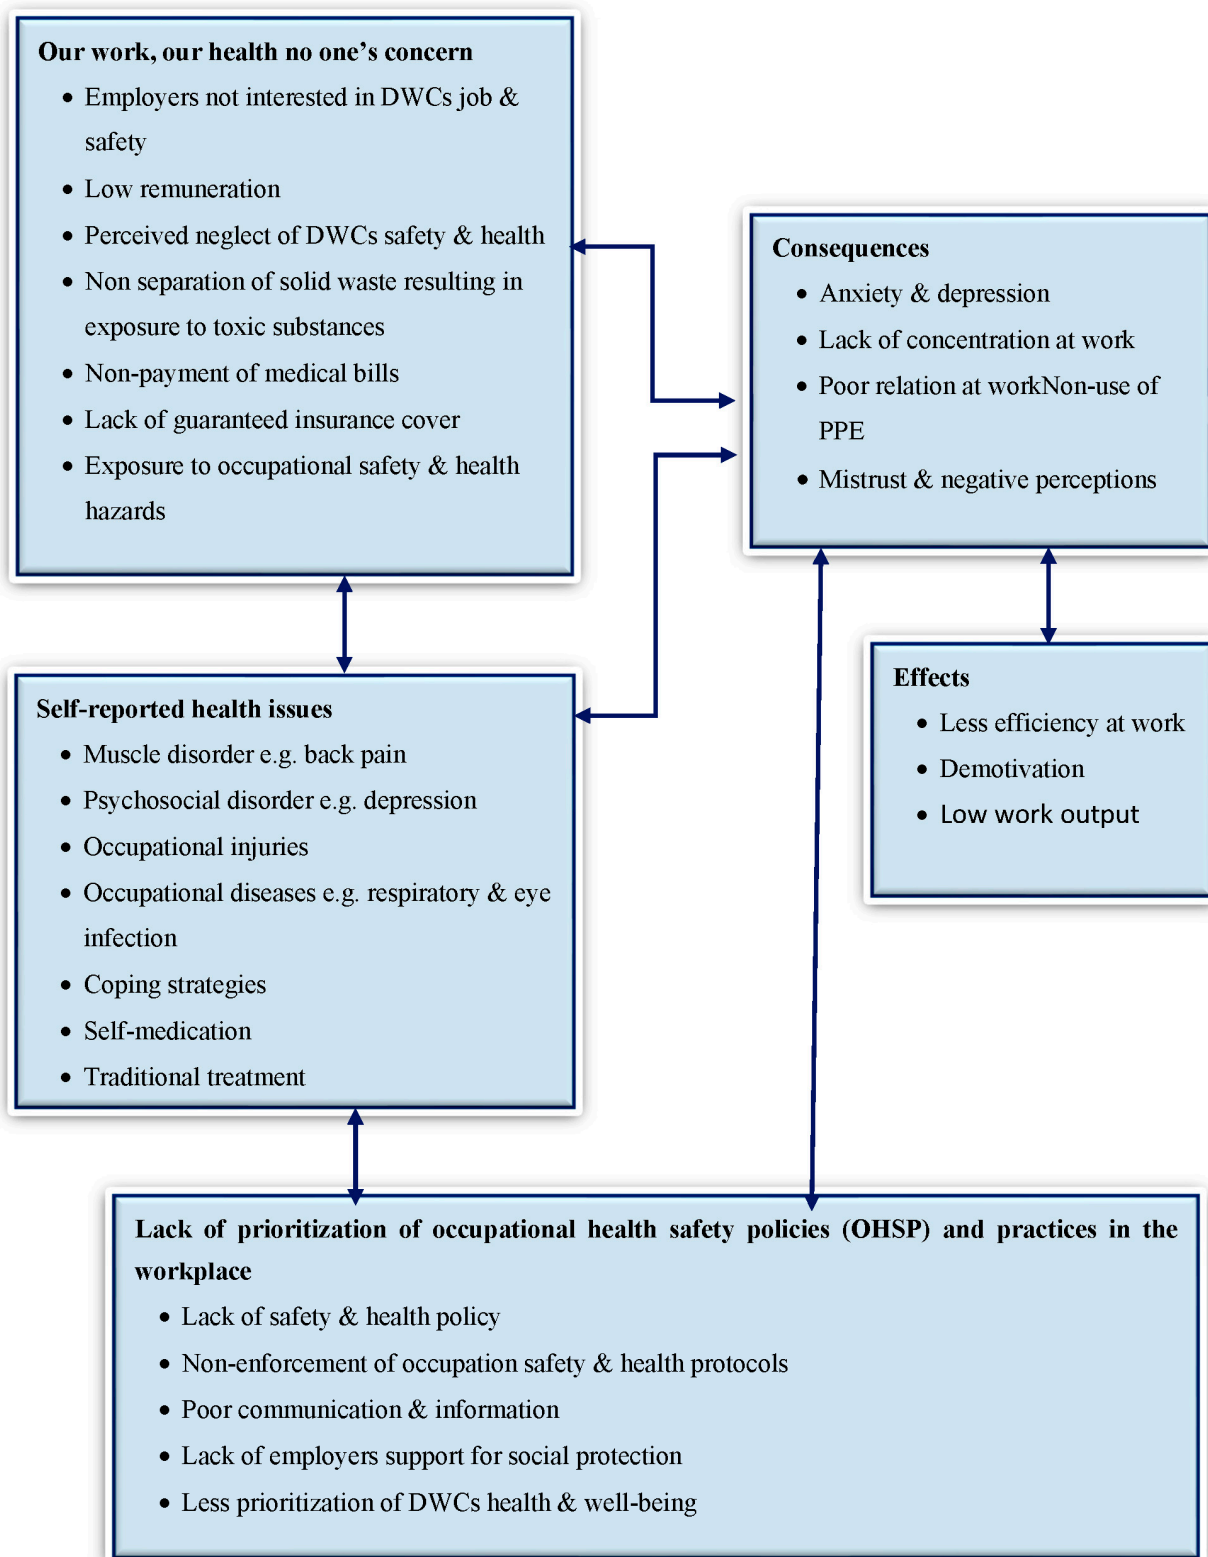 Our work, our health no one’s concern
• Employers not interested in DWCs job &
safety
• Low remuneration
• Perceived neglect of DWCs safety & health
• Non separation of solid waste resulting in
exposure to toxic substances
• Non-payment of medical bills
• Lack of guaranteed insurance cover
• Exposure to occupational safety & health
hazards
Consequences
• Anxiety & depression
• Lack of concentration at work
• Poor relation at workNon-use of
PPE
• Mistrust & negative perceptions
Self-reported health issues
• Muscle disorder e.g. back pain
• Psychosocial disorder e.g. depression
• Occupational injuries
• Occupational diseases e.g. respiratory & eye
infection
• Coping strategies
• Self-medication
• Traditional treatment
Effects
• Less efficiency at work
• Demotivation
• Low work output
Lack of prioritization of occupational health safety policies (OHSP) and practices in the
workplace
• Lack of safety & health policy
• Non-enforcement of occupation safety & health protocols
• Poor communication & information
• Lack of employers support for social protection
• Less prioritization of DWCs health & well-being